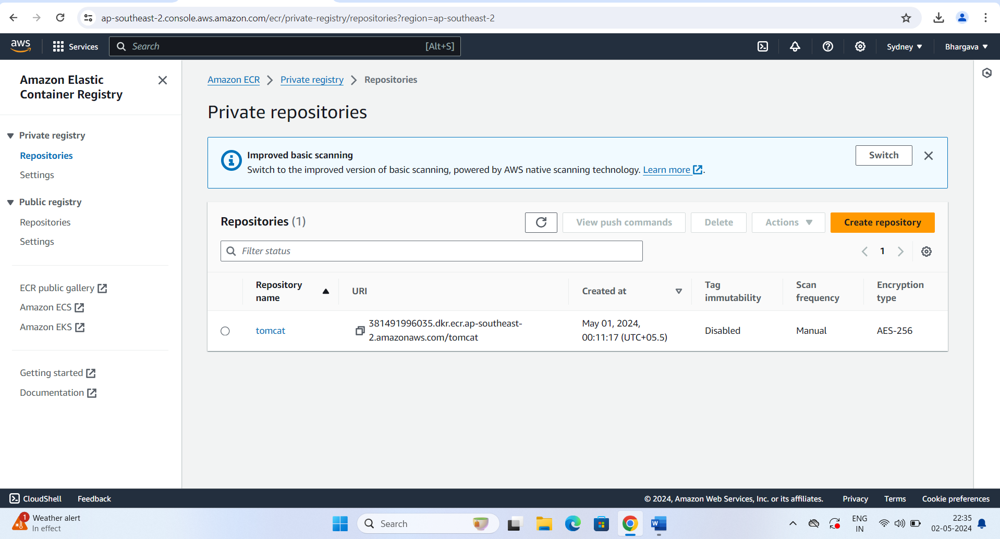 ap-southeast-2.console.aws.amazon.com/ecr/private-registry/repositories?region=ap-southeast-2
aws
Services
Search
[Alt+S]
Sydney
Bhargava
Amazon Elastic
Container Registry
Private registry
Repositories
Settings
Public registry
Repositories
Settings
ECR public gallery
Amazon ECS
Amazon EKS
Getting started
Documentation
Amazon ECR
Private registry
Repositories
Private repositories
Improved basic scanning
Switch to the improved version of basic scanning, powered by AWS native scanning technology. Learn more.
Switch
Repositories (1)
View push commands
Delete
Actions
Create repository
Filter status
1
Repository
name
URI
Created at
Tag
immutability
Scan
frequency
Encryption
type
tomcat
381491996035.dkr.ecr.ap-southeast-
2.amazonaws.com/tomcat
May 01, 2024,
00:11:17 (UTC+05.5)
Disabled
Manual
AES-256
CloudShell
Feedback
© 2024, Amazon Web Services, Inc. or its affiliates.
Privacy
Terms
Cookie preferences
1
Weather alert
In effect
Search
W
ENG
IN
22:35
02-05-2024